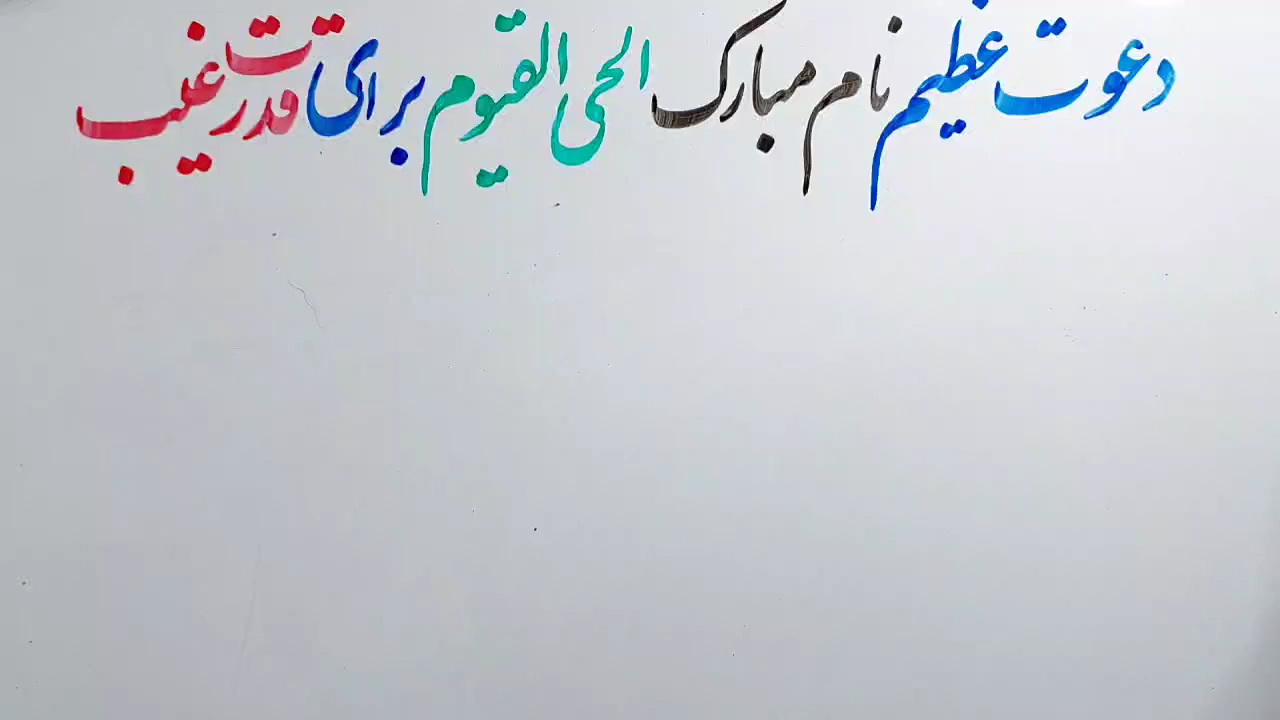 دعوت عظیم نام مبارک الحی القیوم برای قدرت غیب